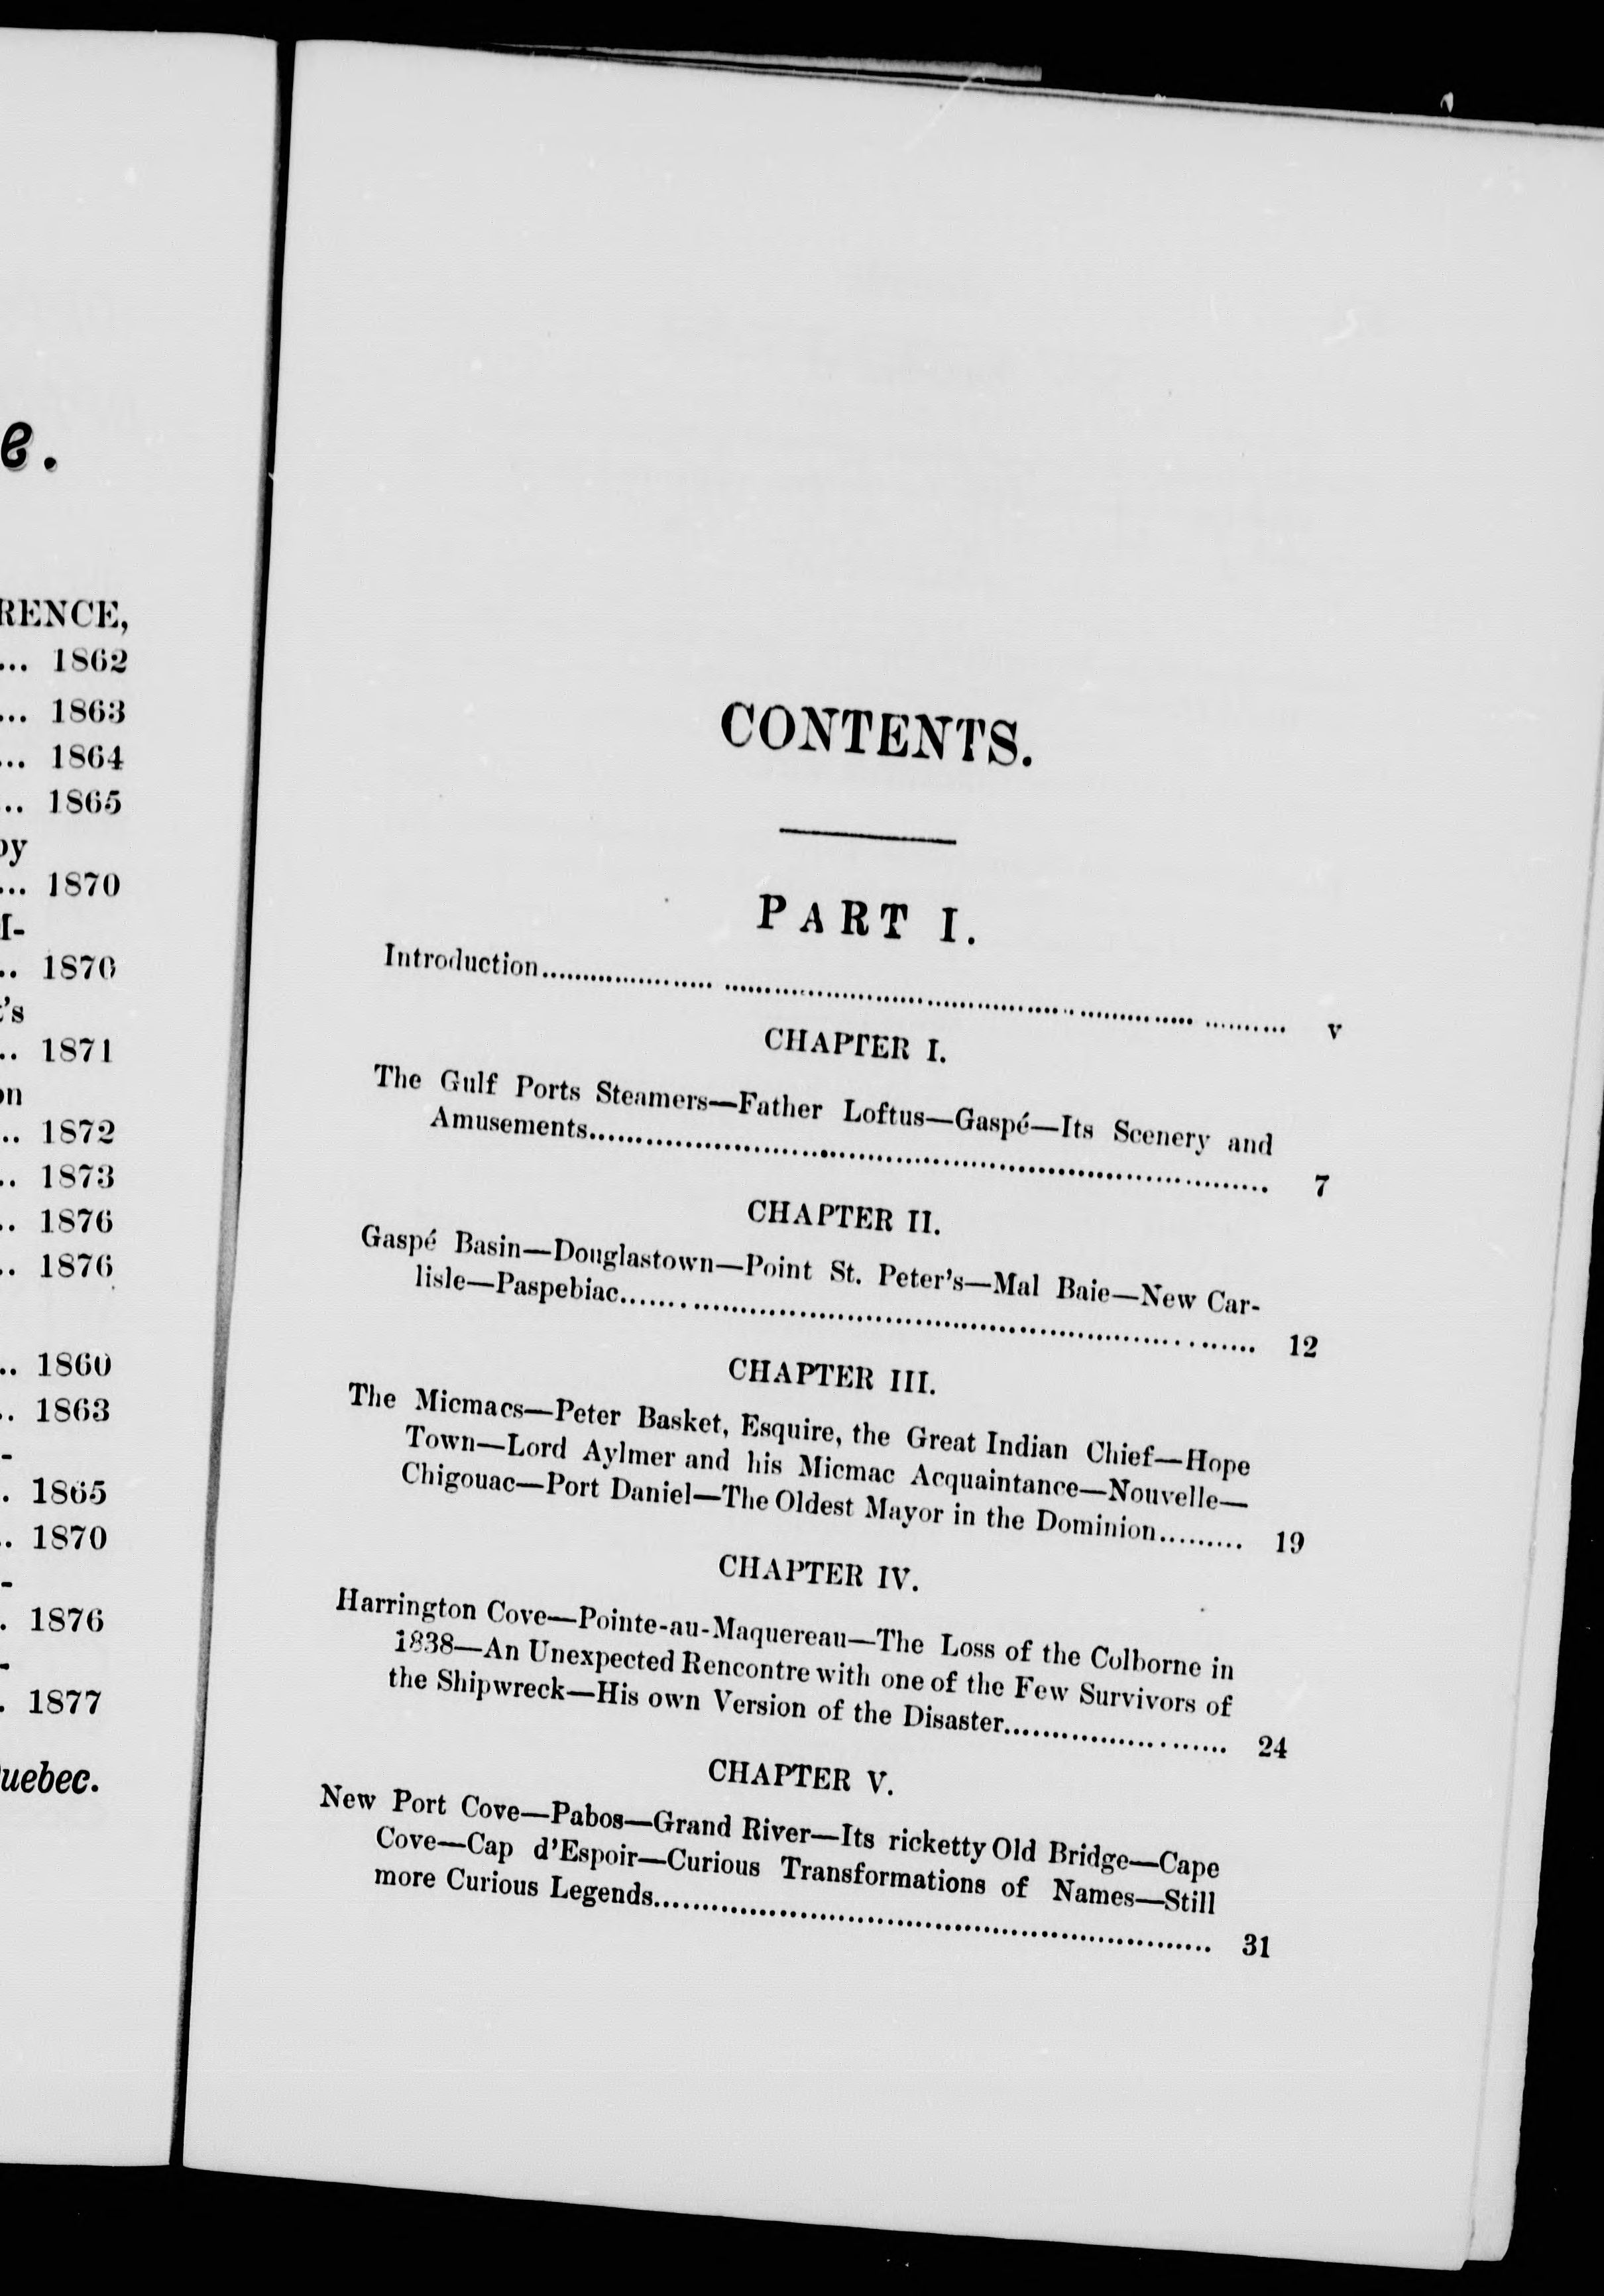 e.
RENCE,
... 1862
... 1863
... 1864
.. 1865
by
... 1870
.. 1870
's
.. 1871
on
.. 1872
.. 1873
.. 1876
.. 1876
.. 1860
.. 1863
-
. 1865
. 1870
-
. 1876
-
. 1877
uebec.
CONTENTS.
PART I.
Introduction.......................................................... v
CHAPTER I.
The Gulf Ports Steamers—Father Loftus—Gaspé—Its Scenery and
Amusements.......................................................... 7
CHAPTER II.
Gaspé Basin—Douglastown—Point St. Peter's—Mal Baie—New Car-
lisle—Paspebiac.......................................................... 12
CHAPTER III.
The Micmacs—Peter Basket, Esquire, the Great Indian Chief—Hope
Town—Lord Aylmer and his Micmac Acquaintance—Nouvelle—
Chigouac—Port Daniel—The Oldest Mayor in the Dominion......... 19
CHAPTER IV.
Harrington Cove—Pointe-au-Maquereau—The Loss of the Colborne in
1838—An Unexpected Rencontre with one of the Few Survivors of
the Shipwreck—His own Version of the Disaster........................ 24
CHAPTER V.
New Port Cove—Pabos—Grand River—Its ricketty Old Bridge—Cape
Cove—Cap d'Espoir—Curious Transformations of Names—Still
more Curious Legends.......................................................... 31